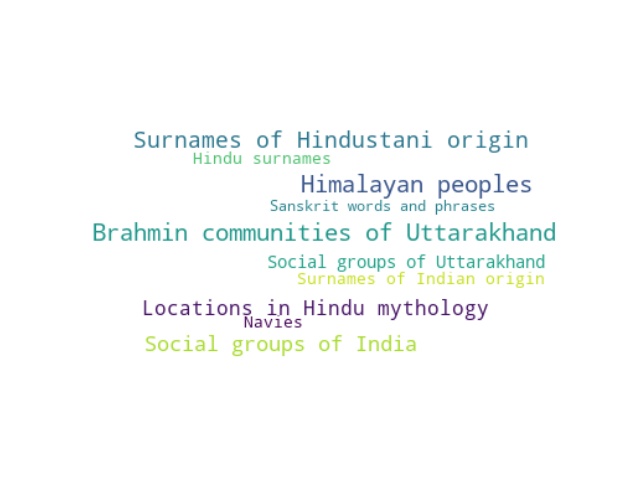 Surnames of Hindustani origin
Hindu surnames
Himalayan peoples
Sanskrit words and phrases
Brahmin communities of Uttarakhand
Social groups of Uttarakhand
Surnames of Indian origin
Locations in Hindu mythology
Navies
Social groups of India